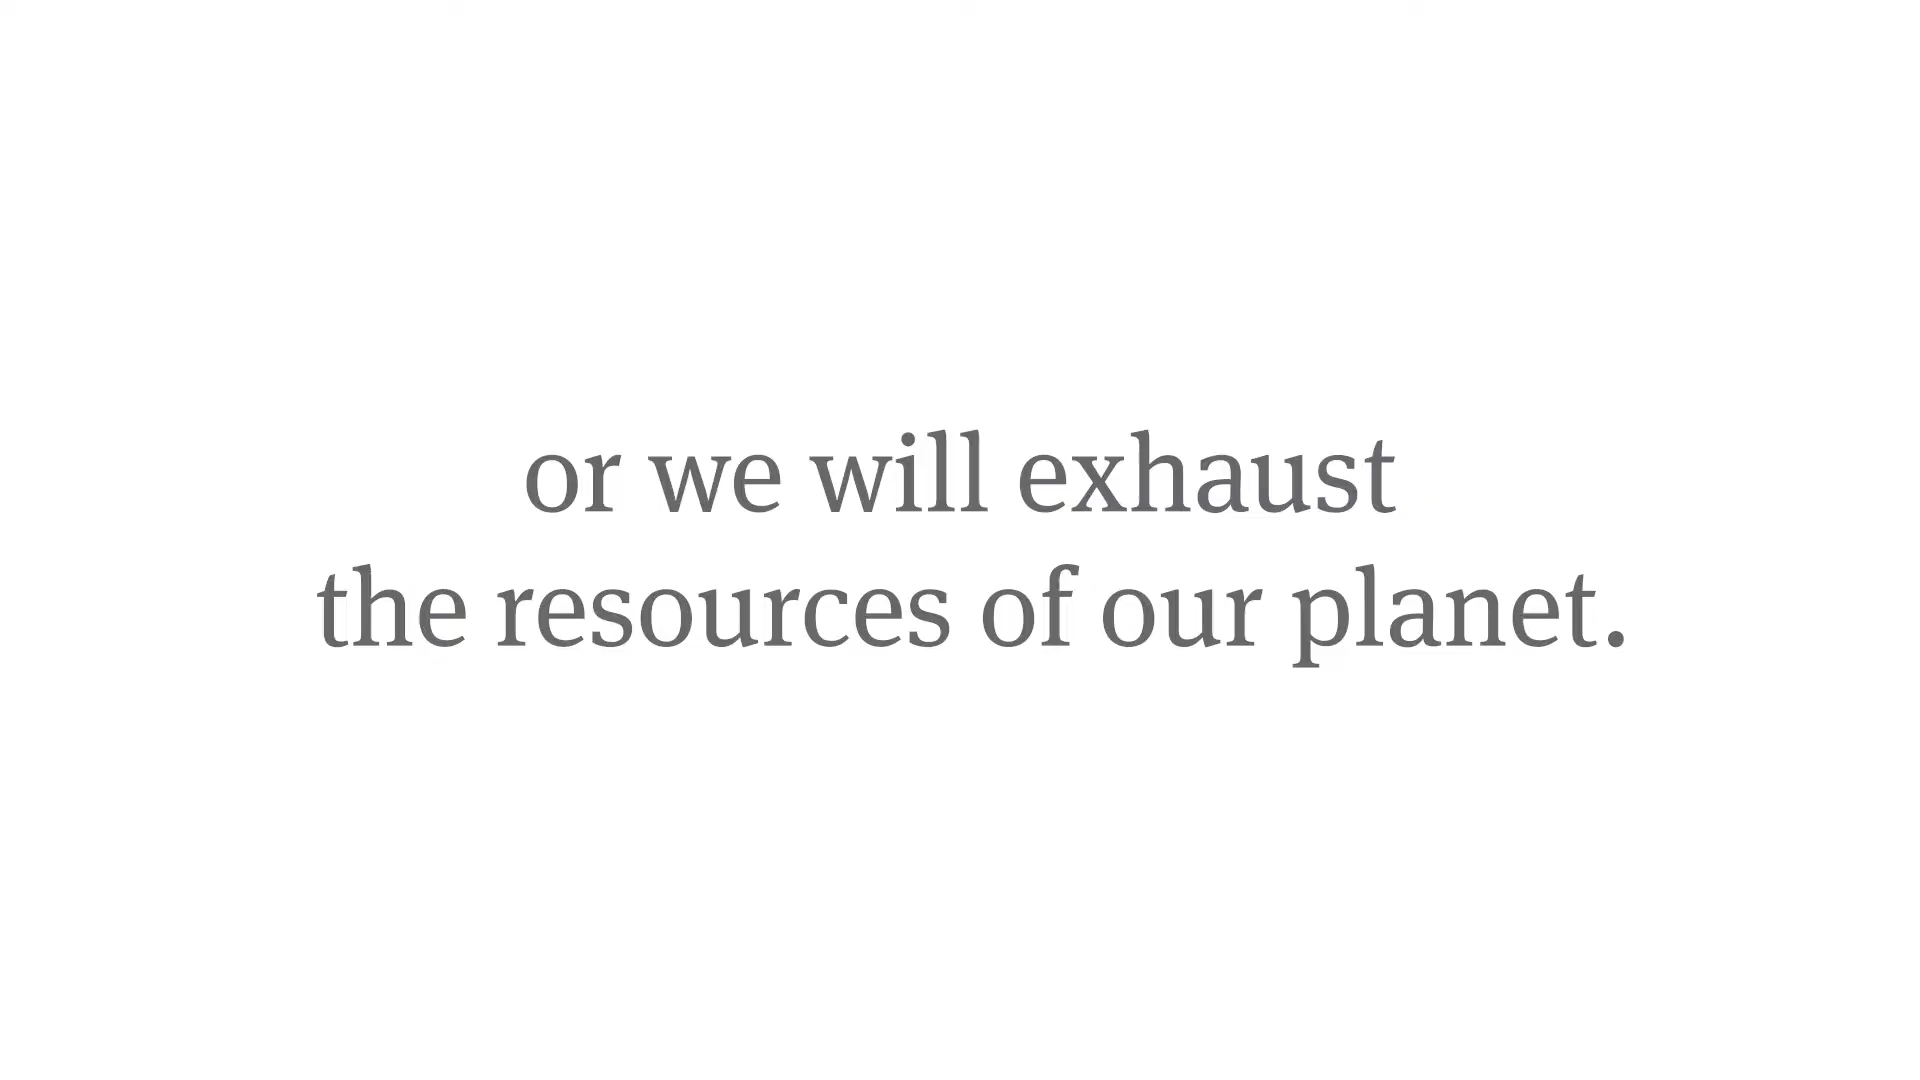 or we will exhaust
the resources of our planet.